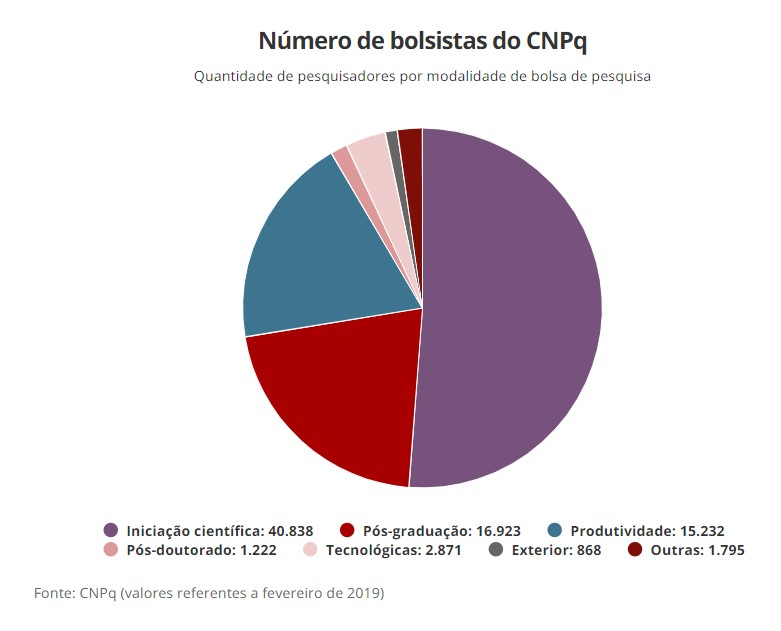 Número de bolsistas do CNPq
Quantidade de pesquisadores por modalidade de bolsa de pesquisa
Iniciação científica: 40.838 Pós-graduação: 16.923 Produtividade: 15.232
Pós-doutorado: 1.222 Tecnológicas: 2.871 Exterior: 868 Outras: 1.795
Fonte: CNPq (valores referentes a fevereiro de 2019)